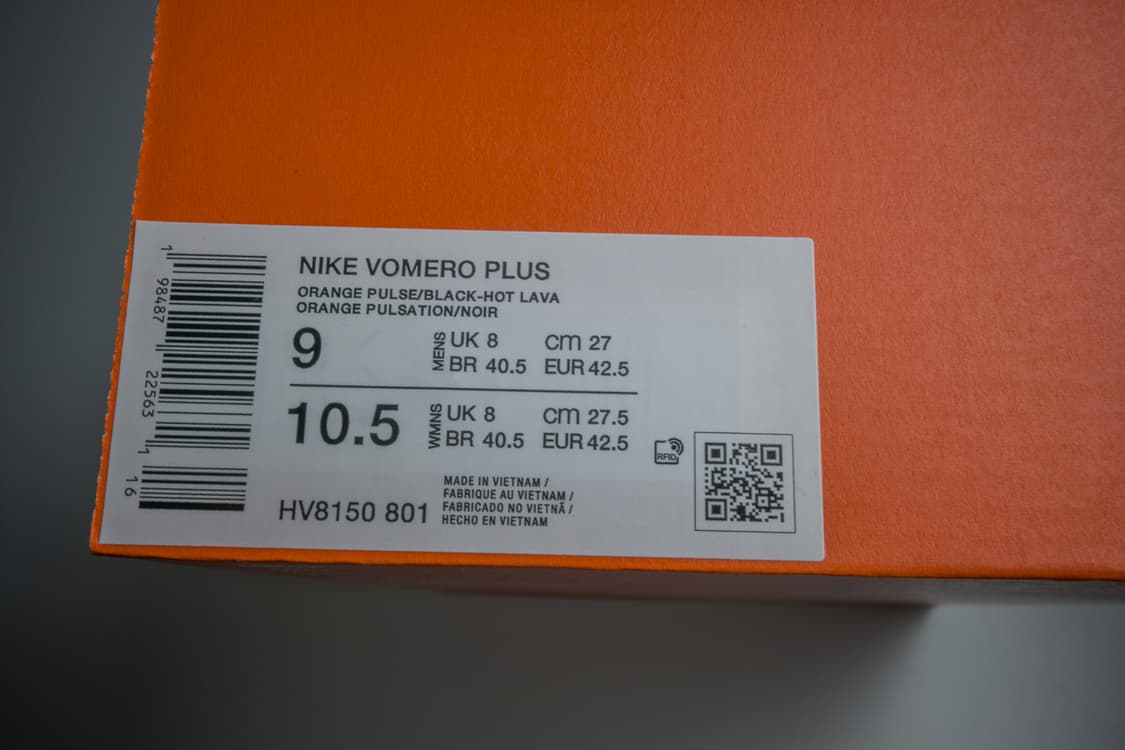 NIKE VOMERO PLUS
ORANGE PULSE/BLACK-HOT LAVA
ORANGE PULSATION/NOIR
9 MENS UK 8 cm 27
BR 40.5 EUR 42.5
10.5 WMNS UK 8 cm 27.5
BR 40.5 EUR 42.5
RFID
MADE IN VIETNAM /
FABRIQUE AU VIETNAM /
FABRICADO NO VIETNÃ /
HECHO EN VIETNAM
HV8150 801
1 98487 22563 1 16